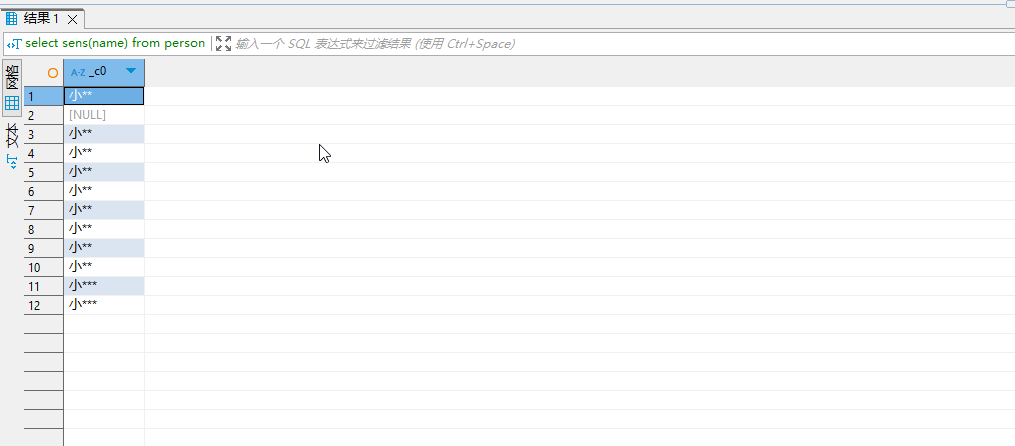 结果 1
select sens(name) from person
输入一个 SQL 表达式来过滤结果 (使用 Ctrl+Space)
网格
文本
A-Z _c0
1 小**
2 [NULL]
3 小**
4 小**
5 小**
6 小**
7 小**
8 小**
9 小**
10 小**
11 小***
12 小***